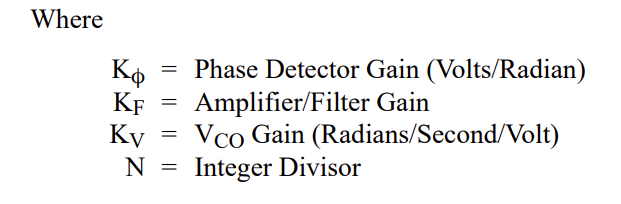 Where
Kϕ = Phase Detector Gain (Volts/Radian)
KF = Amplifier/Filter Gain
KV = VCO Gain (Radians/Second/Volt)
N = Integer Divisor